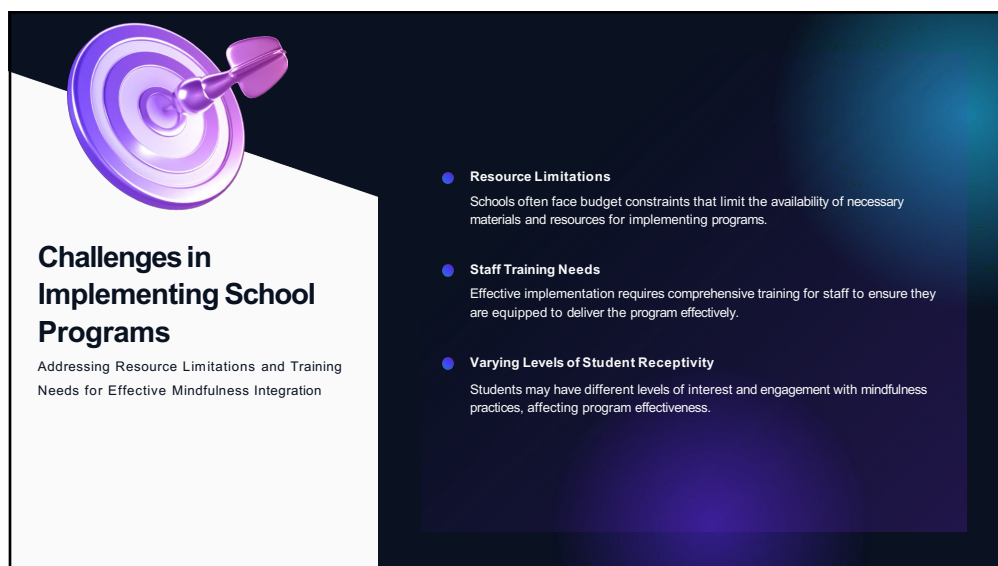 Challenges in
Implementing School
Programs
Addressing Resource Limitations and Training
Needs for Effective Mindfulness Integration
Resource Limitations
Schools often face budget constraints that limit the availability of necessary
materials and resources for implementing programs.
Staff Training Needs
Effective implementation requires comprehensive training for staff to ensure they
are equipped to deliver the program effectively.
Varying Levels of Student Receptivity
Students may have different levels of interest and engagement with mindfulness
practices, affecting program effectiveness.